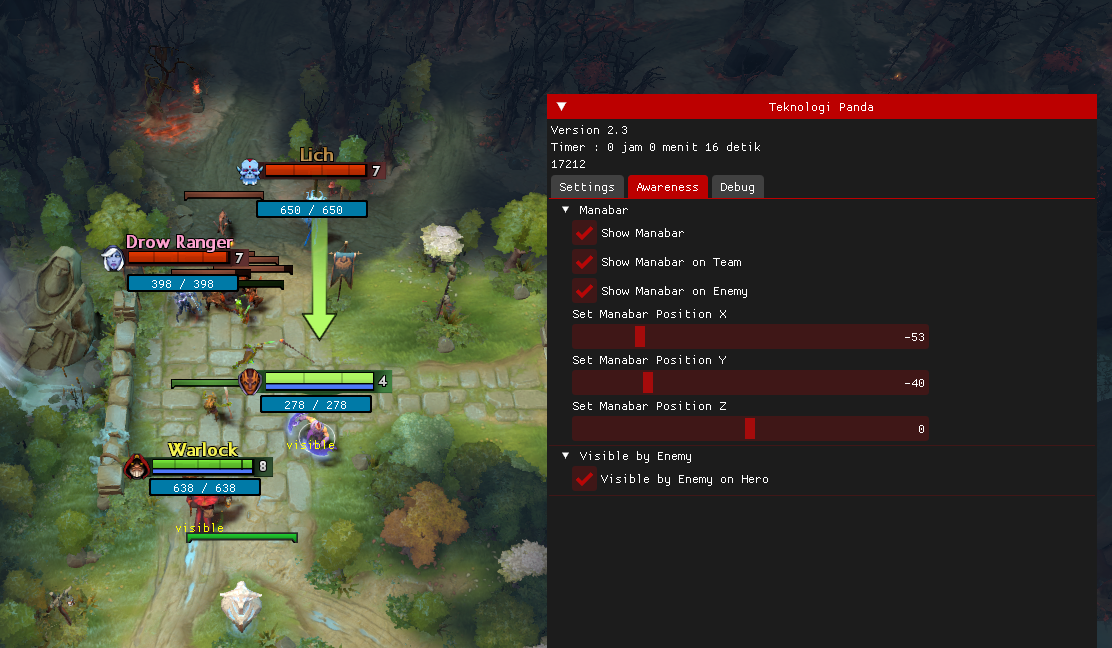 Lich
7
650 / 650
Drow Ranger
7
398 / 398
4
278 / 278
visible
Warlock
8
638 / 638
visible
Teknologi Panda
Version 2.3
Timer : 0 jam 0 menit 16 detik
17212
Settings Awareness Debug
Manabar
Show Manabar
Show Manabar on Team
Show Manabar on Enemy
Set Manabar Position X
-53
Set Manabar Position Y
-40
Set Manabar Position Z
0
Visible by Enemy
Visible by Enemy on Hero